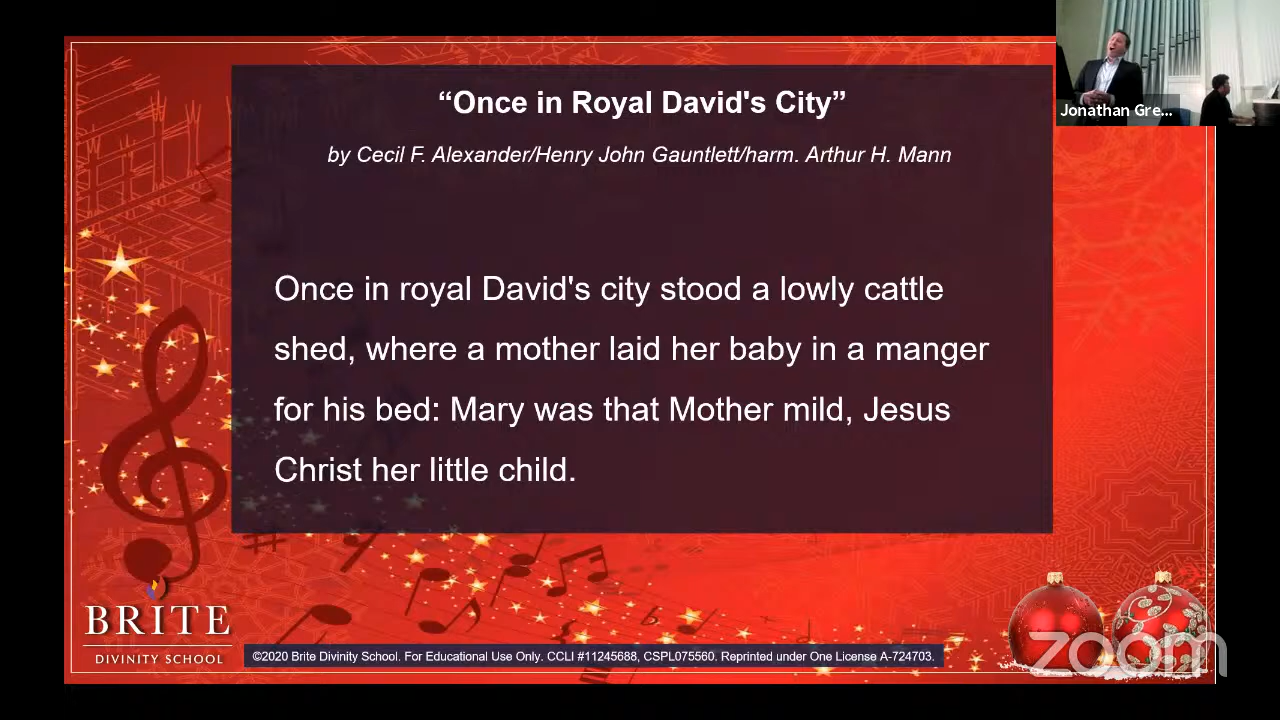 “Once in Royal David's City”
by Cecil F. Alexander/Henry John Gauntlett/harm. Arthur H. Mann
Jonathan Gre...
Once in royal David's city stood a lowly cattle
shed, where a mother laid her baby in a manger
for his bed: Mary was that Mother mild, Jesus
Christ her little child.
BRITE
DIVINITY SCHOOL
©2020 Brite Divinity School. For Educational Use Only. CCLI #11245688, CSPL075560. Reprinted under One License A-724703.
zoom